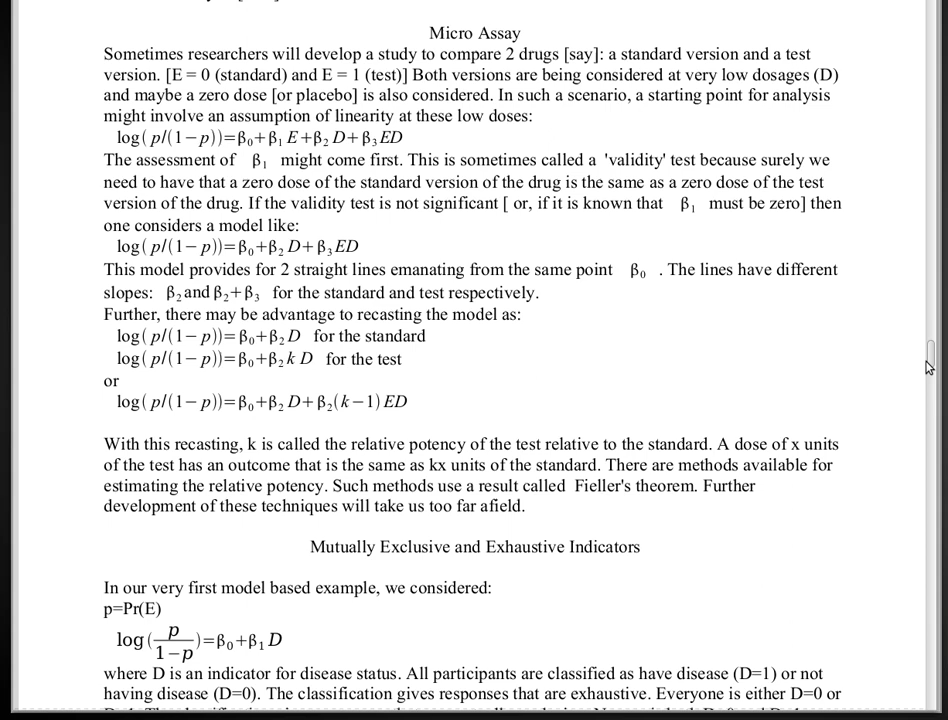 Micro Assay
Sometimes researchers will develop a study to compare 2 drugs [say]: a standard version and a test
version. [E = 0 (standard) and E = 1 (test)] Both versions are being considered at very low dosages (D)
and maybe a zero dose [or placebo] is also considered. In such a scenario, a starting point for analysis
might involve an assumption of linearity at these low doses:
log(p/(1−p))=β₀+β₁E+β₂D+β₃ED
The assessment of β₁ might come first. This is sometimes called a 'validity' test because surely we
need to have that a zero dose of the standard version of the drug is the same as a zero dose of the test
version of the drug. If the validity test is not significant [ or, if it is known that β₁ must be zero] then
one considers a model like:
log(p/(1−p))=β₀+β₂D+β₃ED
This model provides for 2 straight lines emanating from the same point β₀ . The lines have different
slopes: β₂ and β₂+β₃ for the standard and test respectively.
Further, there may be advantage to recasting the model as:
log(p/(1−p))=β₀+β₂D for the standard
log(p/(1−p))=β₀+β₂k D for the test
or
log(p/(1−p))=β₀+β₂D+β₂(k−1)ED
With this recasting, k is called the relative potency of the test relative to the standard. A dose of x units
of the test has an outcome that is the same as kx units of the standard. There are methods available for
estimating the relative potency. Such methods use a result called Fieller's theorem. Further
development of these techniques will take us too far afield.
Mutually Exclusive and Exhaustive Indicators
In our very first model based example, we considered:
p=Pr(E)
log(p/(1−p))=β₀+β₁D
where D is an indicator for disease status. All participants are classified as have disease (D=1) or not
having disease (D=0). The classification gives responses that are exhaustive. Everyone is either D=0 or